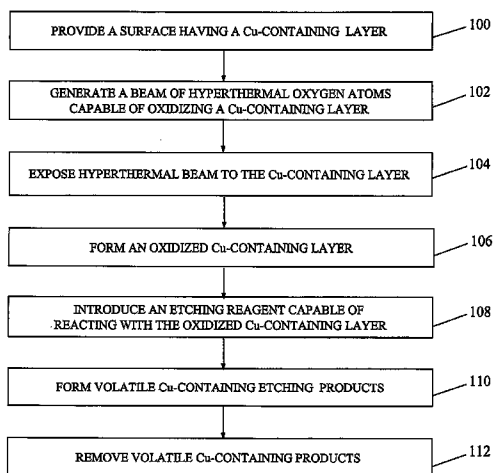 PROVIDE A SURFACE HAVING A Cu-CONTAINING LAYER
100
GENERATE A BEAM OF HYPERTHERMAL OXYGEN ATOMS
CAPABLE OF OXIDIZING A Cu-CONTAINING LAYER
102
EXPOSE HYPERTHERMAL BEAM TO THE Cu-CONTAINING LAYER
104
FORM AN OXIDIZED Cu-CONTAINING LAYER
106
INTRODUCE AN ETCHING REAGENT CAPABLE OF
REACTING WITH THE OXIDIZED Cu-CONTAINING LAYER
108
FORM VOLATILE Cu-CONTAINING ETCHING PRODUCTS
110
REMOVE VOLATILE Cu-CONTAINING PRODUCTS
112